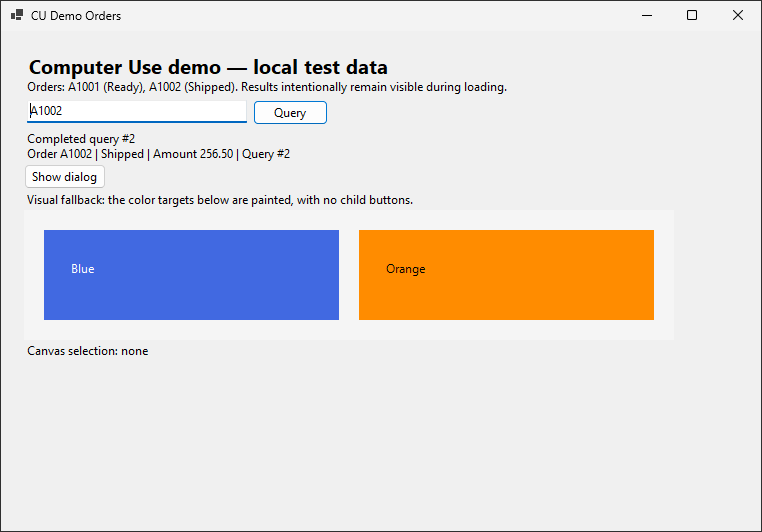 CU Demo Orders
Computer Use demo — local test data
Orders: A1001 (Ready), A1002 (Shipped). Results intentionally remain visible during loading.
A1002
Query
Completed query #2
Order A1002 | Shipped | Amount 256.50 | Query #2
Show dialog
Visual fallback: the color targets below are painted, with no child buttons.
Blue
Orange
Canvas selection: none